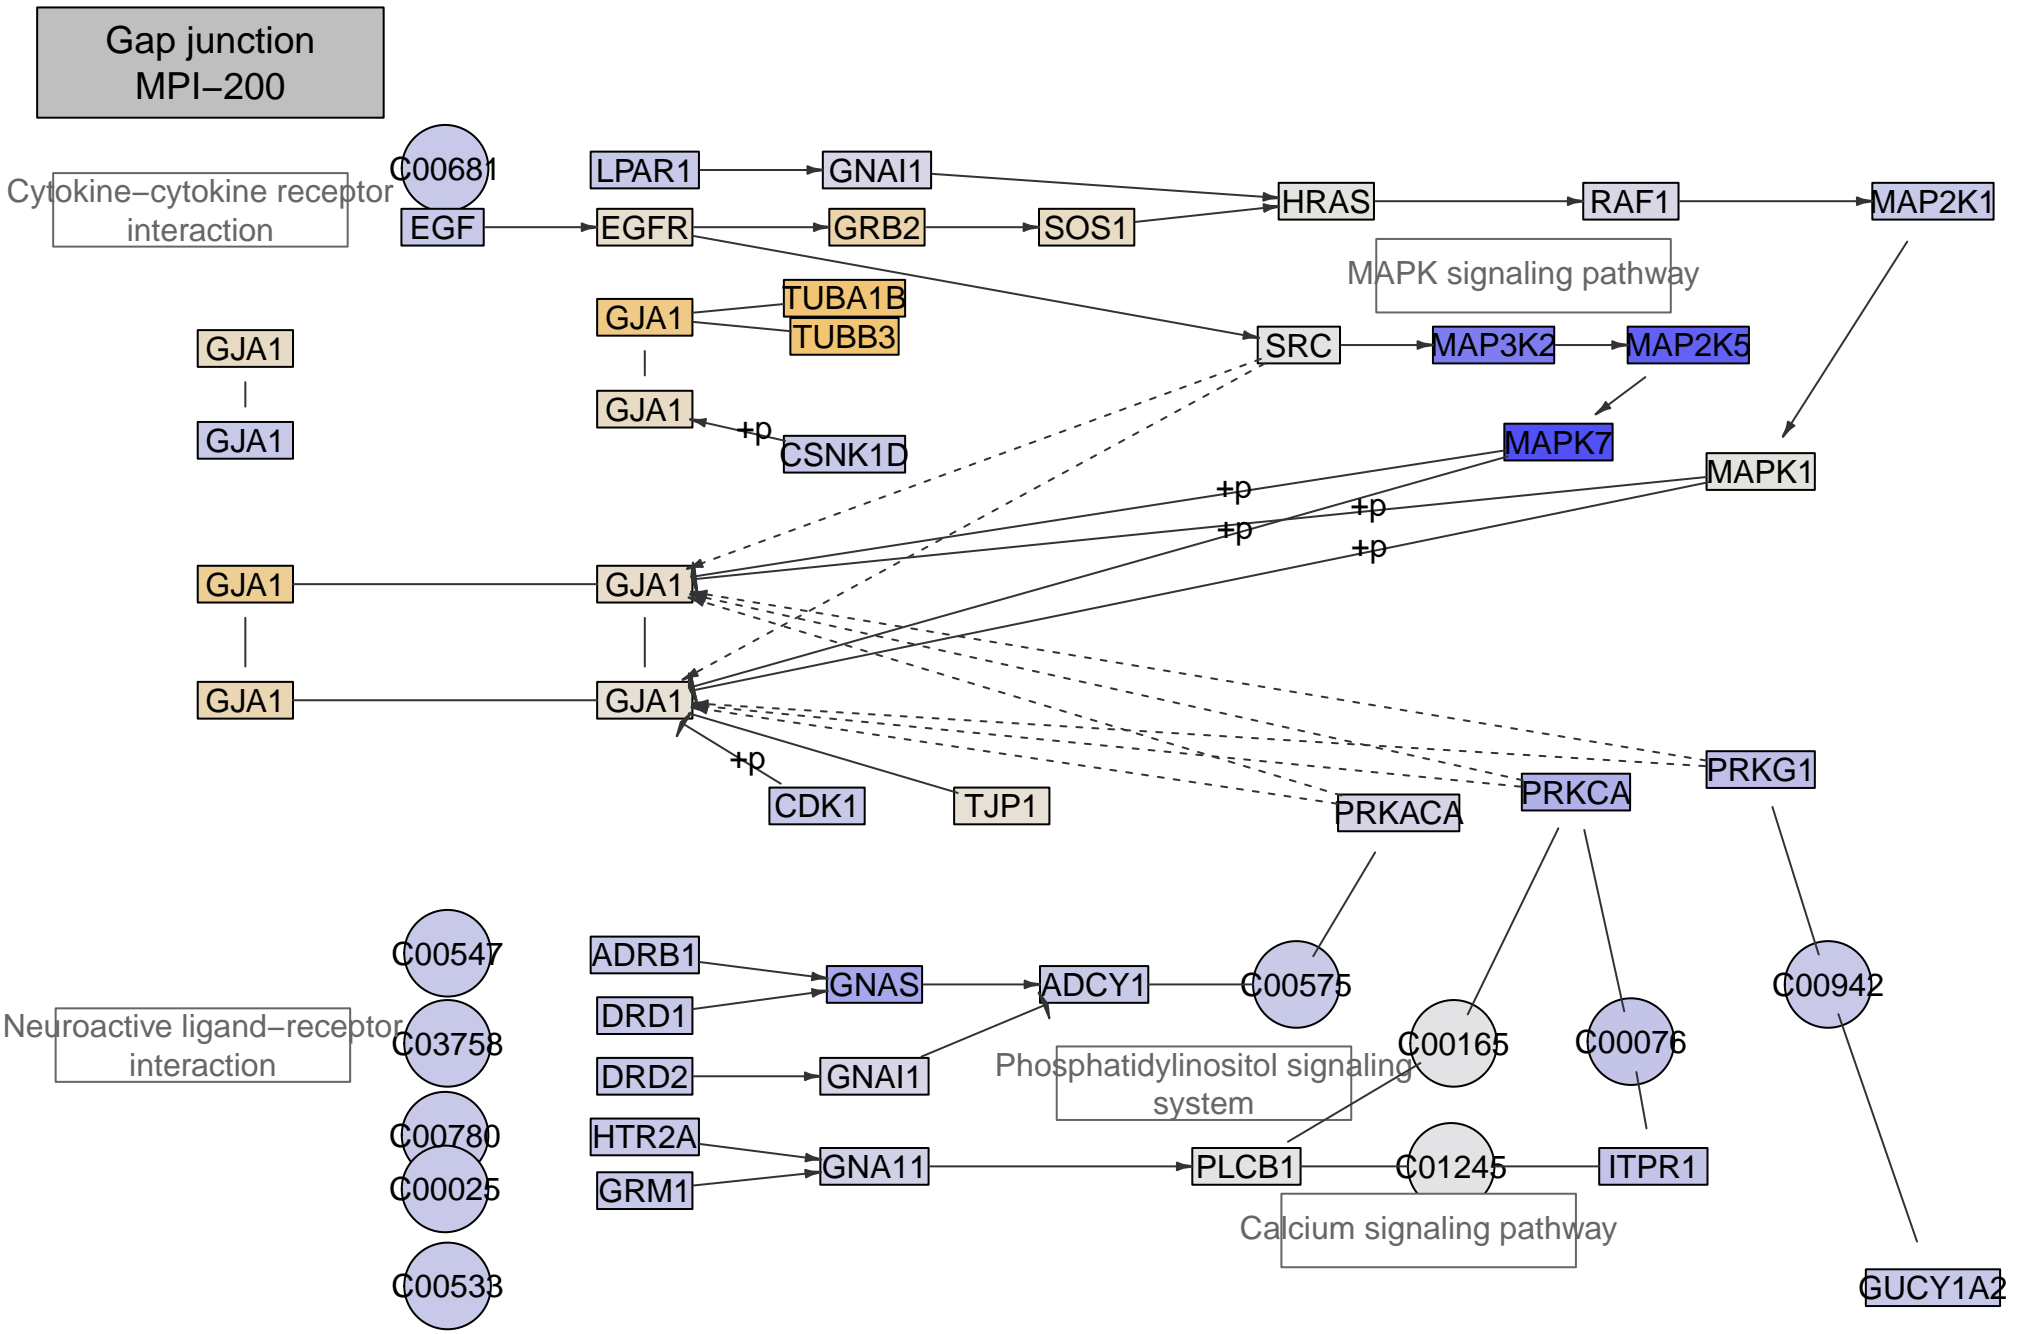 Gap junction
MPI−200
C00681
LPAR1
GNAI1
Cytokine−cytokine receptor
interaction
HRAS
RAF1
MAP2K1
EGF
EGFR
GRB2
SOS1
MAPK signaling pathway
TUBA1B
GJA1
TUBB3
GJA1
SRC
MAP3K2
MAP2K5
GJA1
+p
CSNK1D
GJA1
MAPK7
MAPK1
+p
+p
+p
+p
GJA1
GJA1
GJA1
GJA1
+p
CDK1
TJP1
PRKACA
PRKCA
PRKG1
C00547
ADRB1
GNAS
ADCY1
C00575
C00942
DRD1
Neuroactive ligand−receptor
interaction
C03758
C00165
C00076
DRD2
GNAI1
Phosphatidylinositol signaling
system
C00780
HTR2A
GNA11
PLCB1
C01245
ITPR1
C00025
GRM1
Calcium signaling pathway
C00533
GUCY1A2